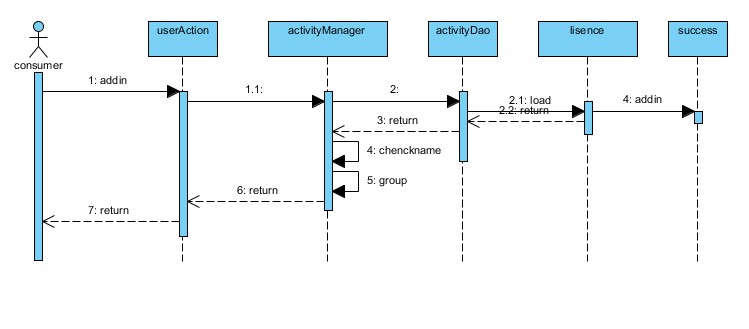 userAction
activityManager
activityDao
lisence
success
consumer
1: addin
1.1:
2:
2.1: load
4: addin
2.2: return
3: return
4: chenckname
5: group
6: return
7: return